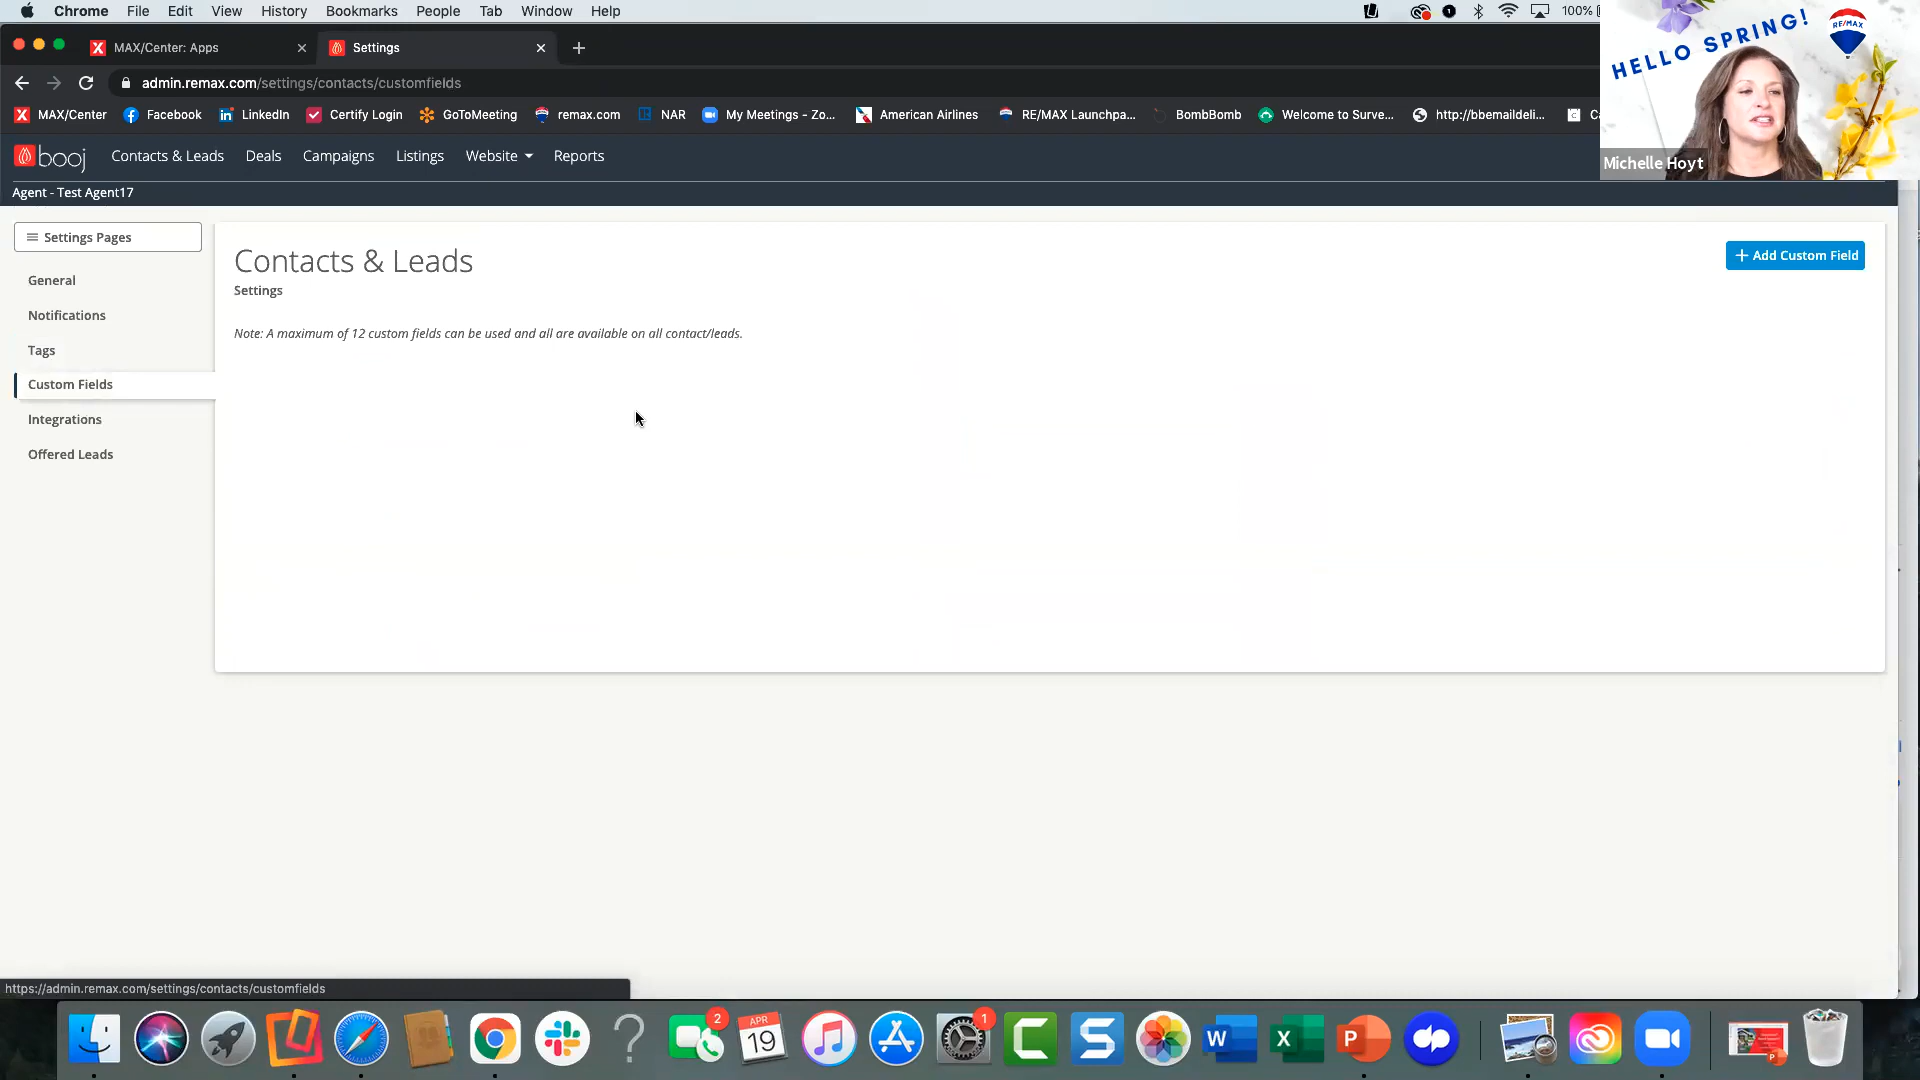 Chrome File Edit View History Bookmarks People Tab Window Help
100%
MAX/Center: Apps
Settings
admin.remax.com/settings/contacts/customfields
MAX/Center Facebook LinkedIn Certify Login GoToMeeting remax.com NAR My Meetings - Zo... American Airlines RE/MAX Launchpa... BombBomb Welcome to Surve... http://bbemaildeli...
HELLO SPRING!
RE/MAX
Michelle Hoyt
booj Contacts & Leads Deals Campaigns Listings Website Reports
Agent - Test Agent17
Settings Pages
General
Notifications
Tags
Custom Fields
Integrations
Offered Leads
Contacts & Leads
Settings
+ Add Custom Field
Note: A maximum of 12 custom fields can be used and all are available on all contact/leads.
https://admin.remax.com/settings/contacts/customfields
2
APR
19
1
W
X
P